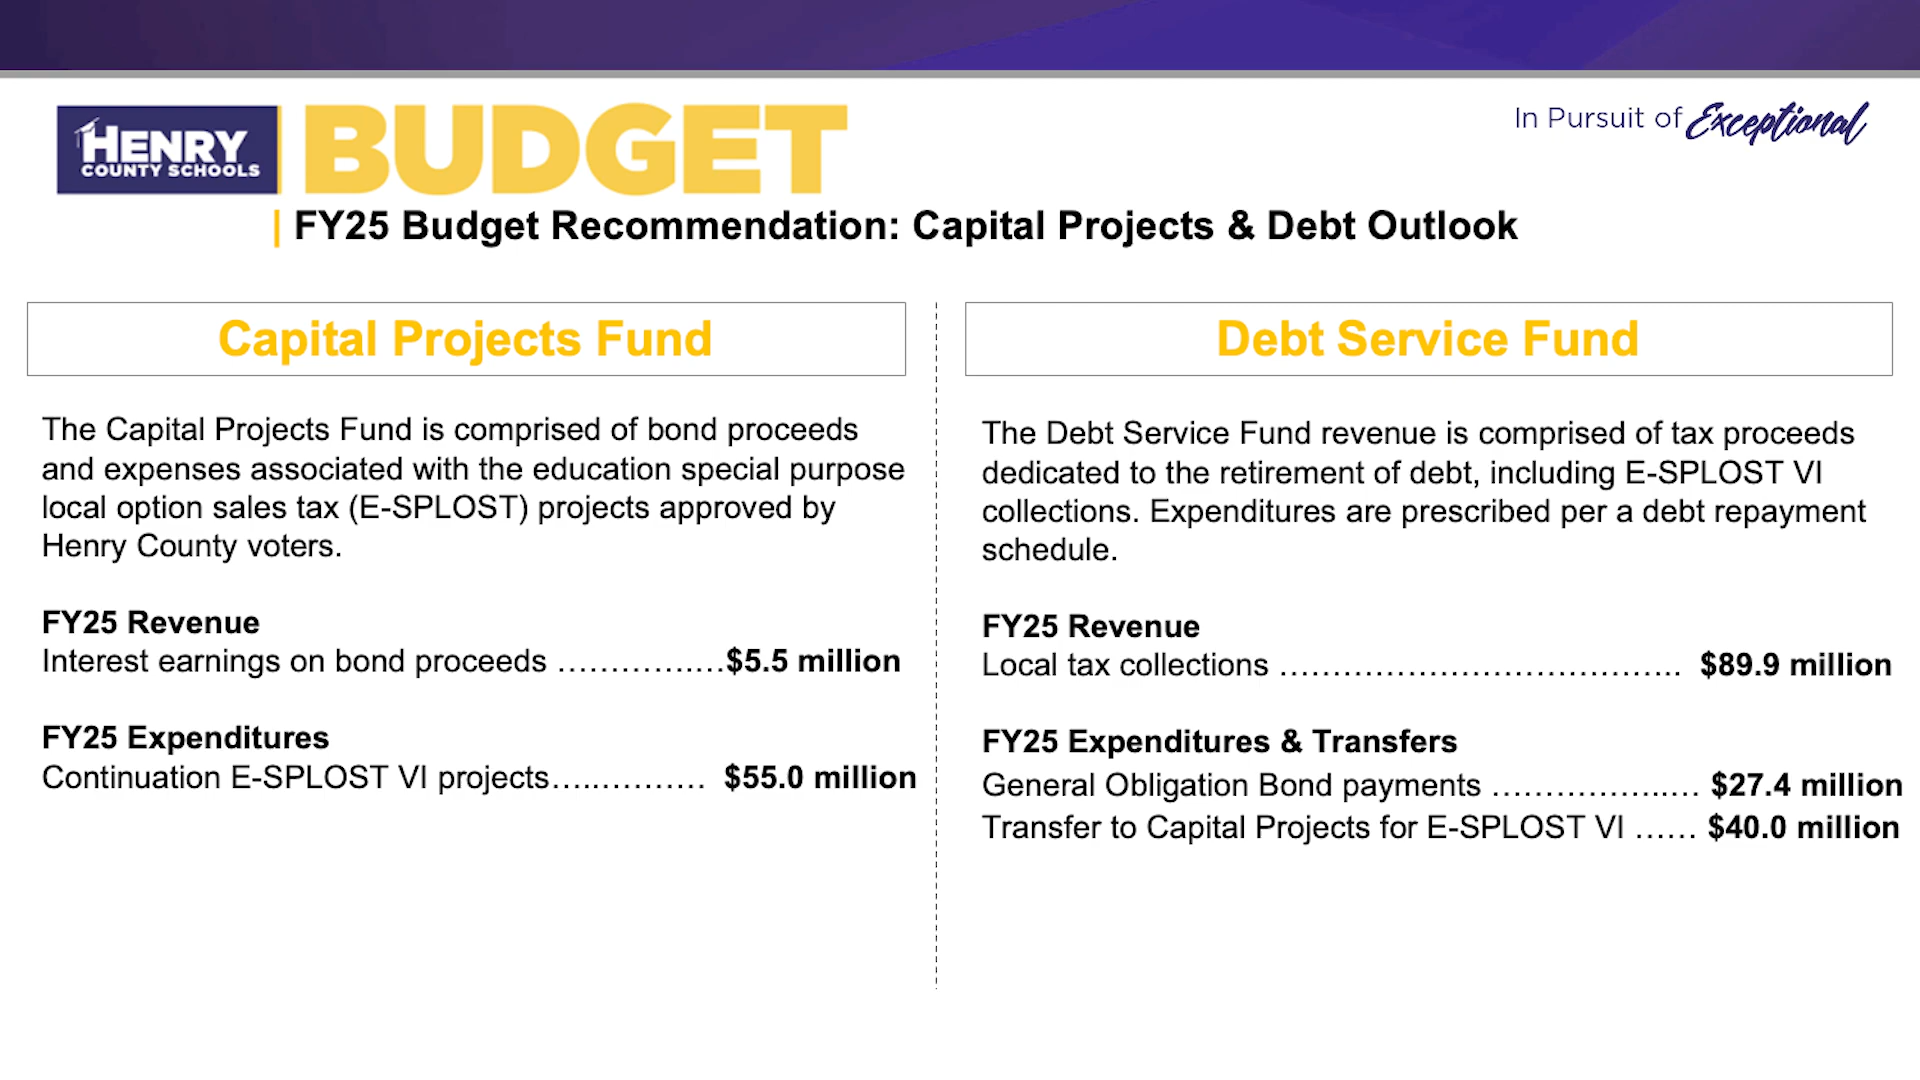 HENRY
COUNTY SCHOOLS
BUDGET
In Pursuit of Exceptional
| FY25 Budget Recommendation: Capital Projects & Debt Outlook
Capital Projects Fund
The Capital Projects Fund is comprised of bond proceeds
and expenses associated with the education special purpose
local option sales tax (E-SPLOST) projects approved by
Henry County voters.
FY25 Revenue
Interest earnings on bond proceeds ……………..…$5.5 million
FY25 Expenditures
Continuation E-SPLOST VI projects…..………… $55.0 million
Debt Service Fund
The Debt Service Fund revenue is comprised of tax proceeds
dedicated to the retirement of debt, including E-SPLOST VI
collections. Expenditures are prescribed per a debt repayment
schedule.
FY25 Revenue
Local tax collections ……………………………….. $89.9 million
FY25 Expenditures & Transfers
General Obligation Bond payments ……………..… $27.4 million
Transfer to Capital Projects for E-SPLOST VI …… $40.0 million